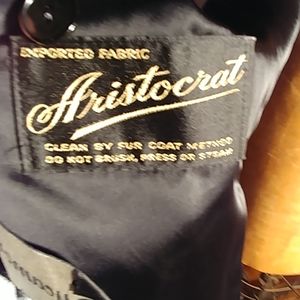 IMPORTED FABRIC
Aristocrat
CLEAN BY FUR COAT METHOD
DO NOT BRUSH, PRESS OR STEAM